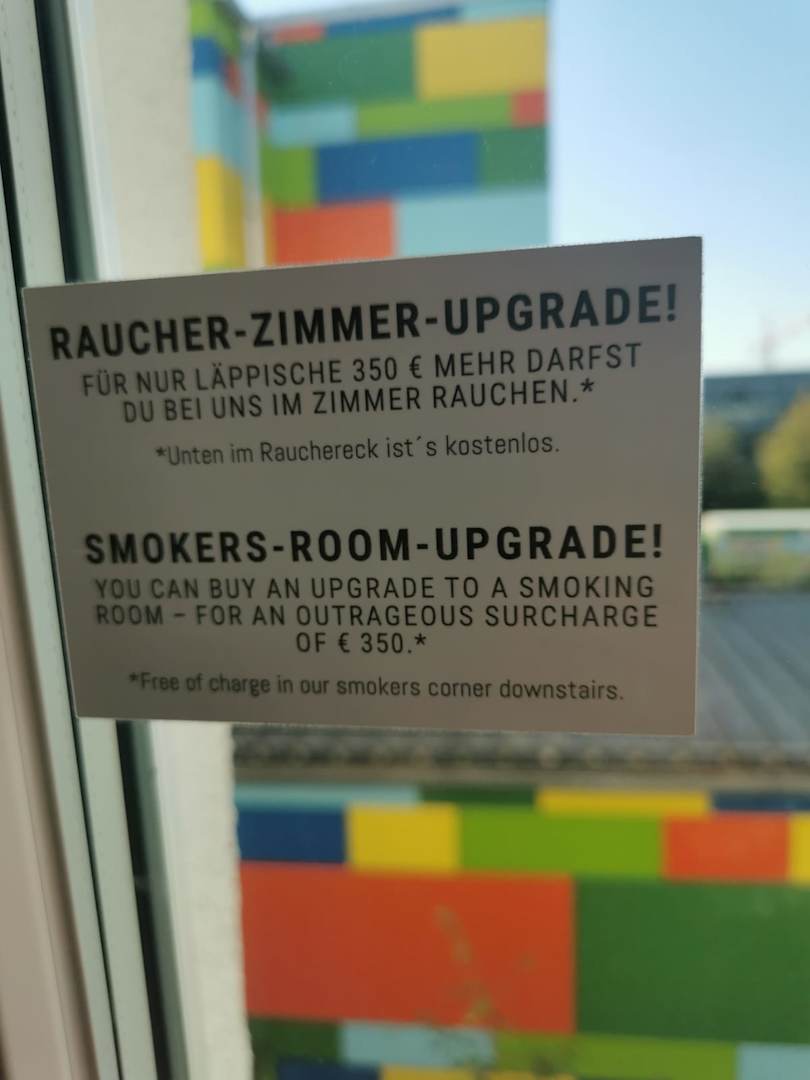 RAUCHER-ZIMMER-UPGRADE!
FÜR NUR LÄPPISCHE 350 € MEHR DARFST
DU BEI UNS IM ZIMMER RAUCHEN.*
*Unten im Rauchereck ist´s kostenlos.
SMOKERS-ROOM-UPGRADE!
YOU CAN BUY AN UPGRADE TO A SMOKING
ROOM – FOR AN OUTRAGEOUS SURCHARGE
OF € 350.*
*Free of charge in our smokers corner downstairs.